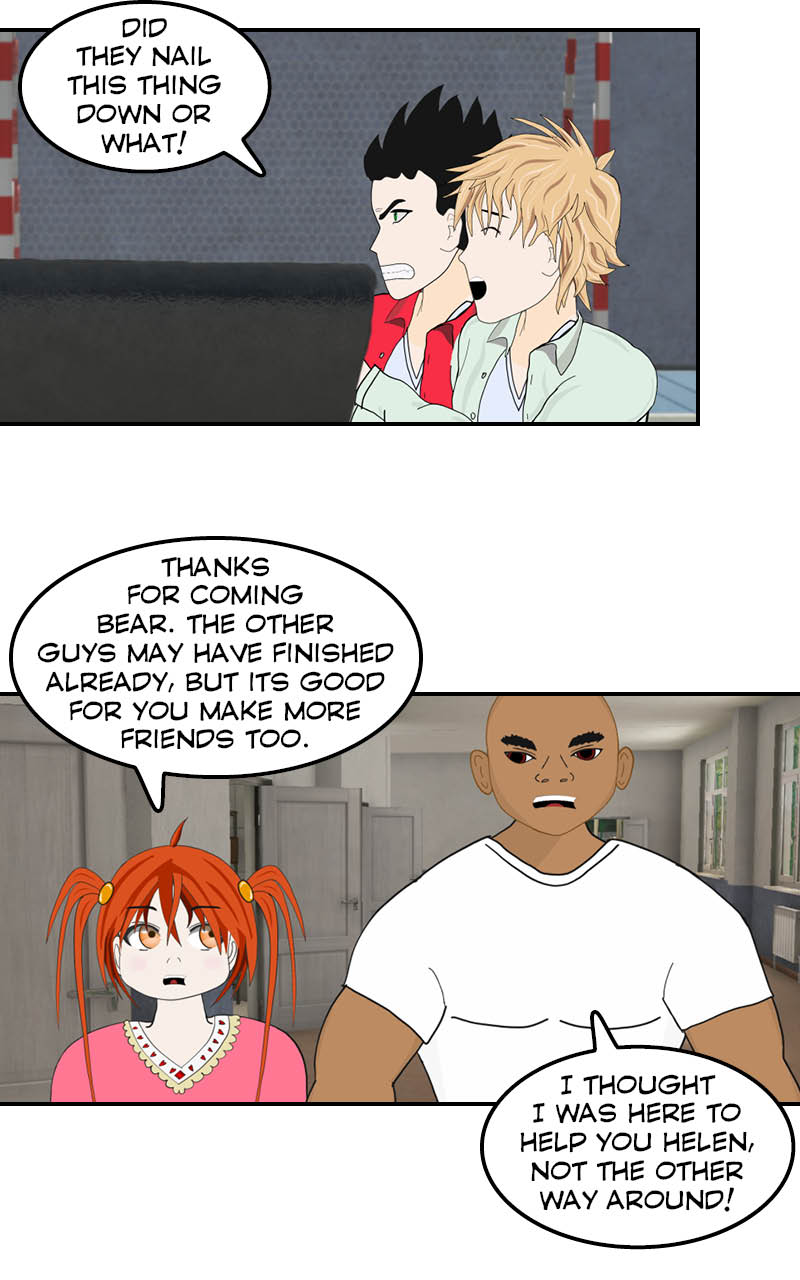 DID
THEY NAIL
THIS THING
DOWN OR
WHAT!
THANKS
FOR COMING
BEAR. THE OTHER
GUYS MAY HAVE FINISHED
ALREADY, BUT ITS GOOD
FOR YOU MAKE MORE
FRIENDS TOO.
I THOUGHT
I WAS HERE TO
HELP YOU HELEN,
NOT THE OTHER
WAY AROUND!